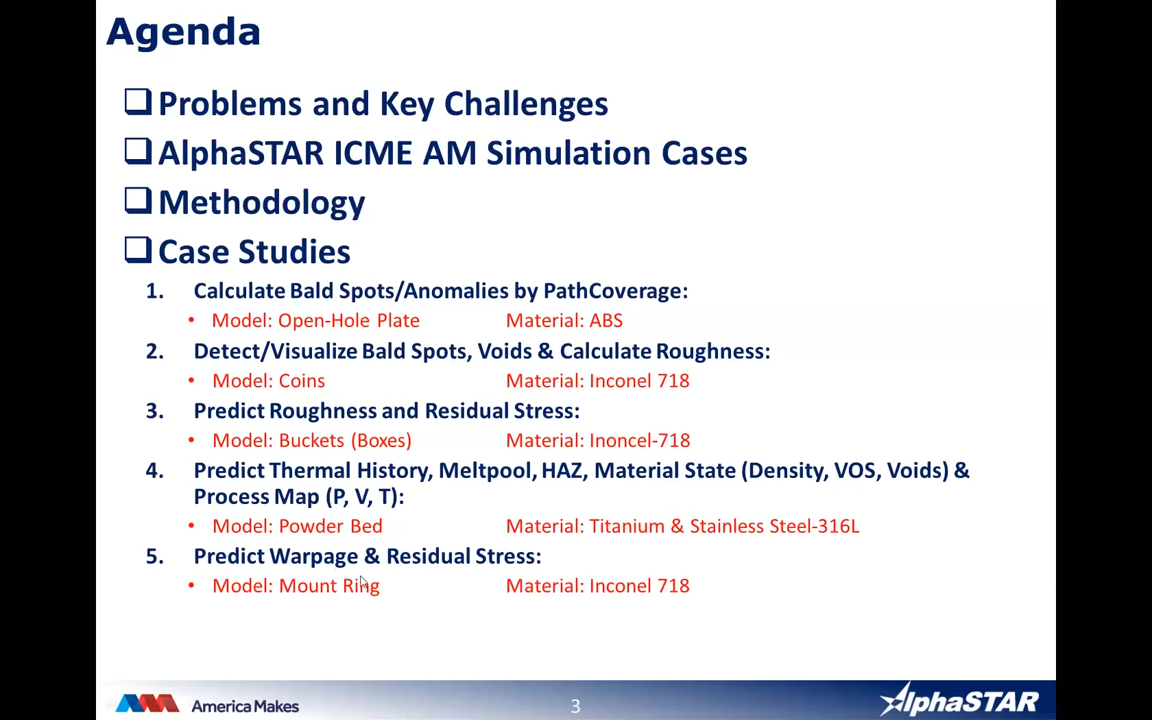 Agenda
Problems and Key Challenges
AlphaSTAR ICME AM Simulation Cases
Methodology
Case Studies
1. Calculate Bald Spots/Anomalies by PathCoverage:
• Model: Open-Hole Plate Material: ABS
2. Detect/Visualize Bald Spots, Voids & Calculate Roughness:
• Model: Coins Material: Inconel 718
3. Predict Roughness and Residual Stress:
• Model: Buckets (Boxes) Material: Inoncel-718
4. Predict Thermal History, Meltpool, HAZ, Material State (Density, VOS, Voids) &
Process Map (P, V, T):
• Model: Powder Bed Material: Titanium & Stainless Steel-316L
5. Predict Warpage & Residual Stress:
• Model: Mount Ring Material: Inconel 718
America Makes 3 AlphaSTAR